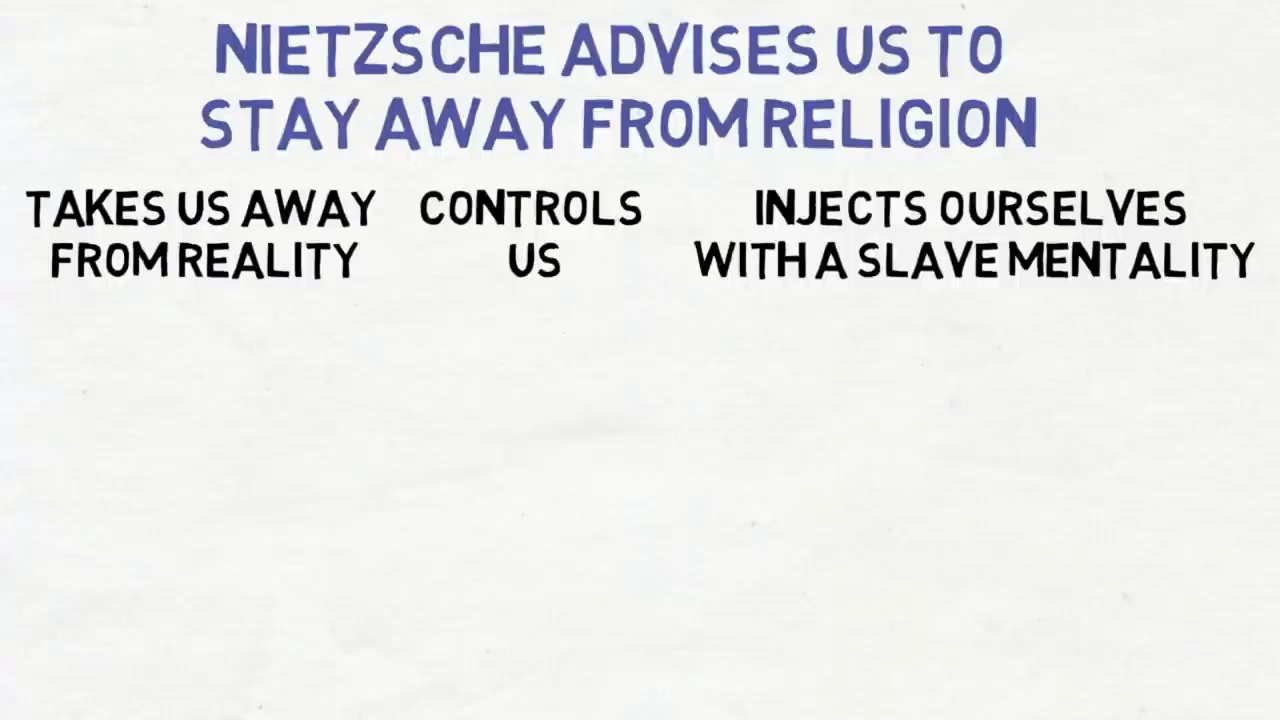 NIETZSCHE ADVISES US TO
STAY AWAY FROM RELIGION
TAKES US AWAY
FROM REALITY
CONTROLS
US
INJECTS OURSELVES
WITH A SLAVE MENTALITY